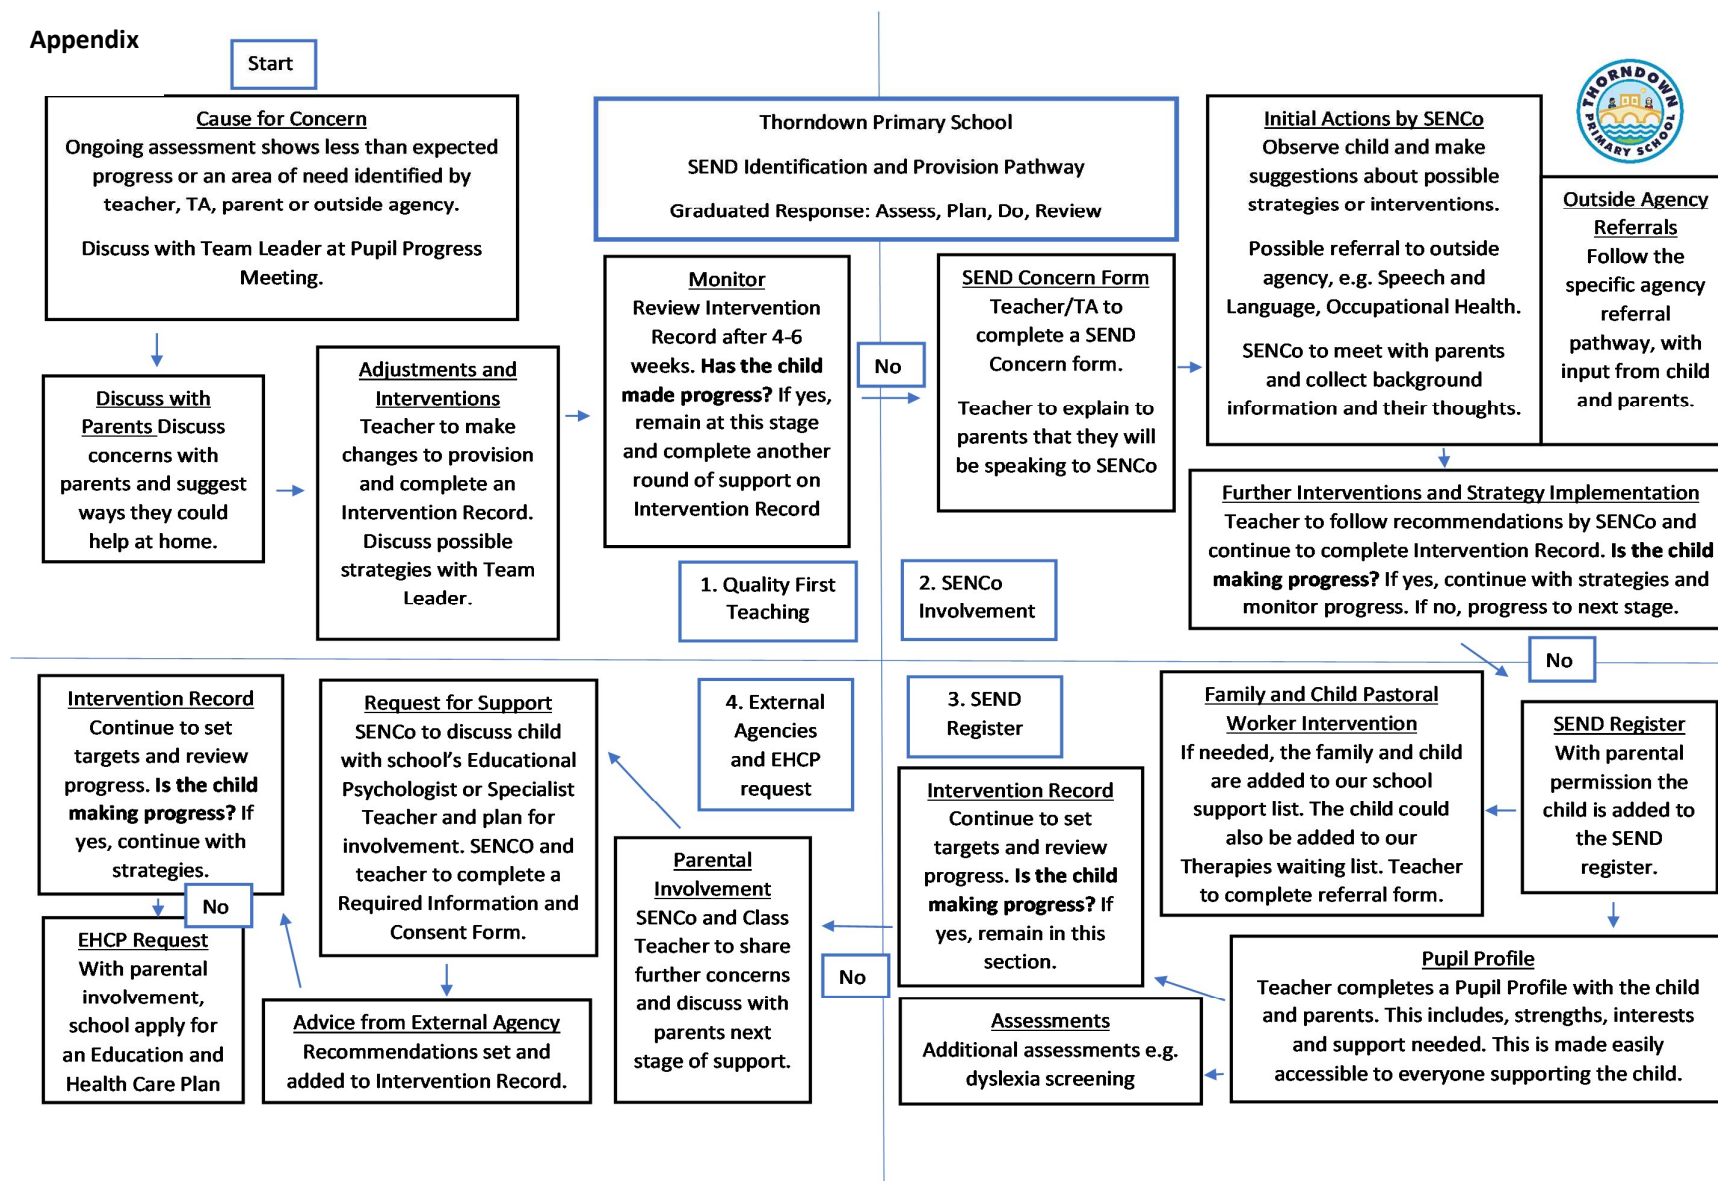 Appendix
Start
Cause for Concern
Ongoing assessment shows less than expected
progress or an area of need identified by
teacher, TA, parent or outside agency.
Discuss with Team Leader at Pupil Progress
Meeting.
Thorndown Primary School
SEND Identification and Provision Pathway
Graduated Response: Assess, Plan, Do, Review
Discuss with
Parents Discuss
concerns with
parents and suggest
ways they could
help at home.
Adjustments and
Interventions
Teacher to make
changes to provision
and complete an
Intervention Record.
Discuss possible
strategies with Team
Leader.
Monitor
Review Intervention
Record after 4-6
weeks. Has the child
made progress? If yes,
remain at this stage
and complete another
round of support on
Intervention Record
No
SEND Concern Form
Teacher/TA to
complete a SEND
Concern form.
Teacher to explain to
parents that they will
be speaking to SENCo
Initial Actions by SENCo
Observe child and make
suggestions about possible
strategies or interventions.
Possible referral to outside
agency, e.g. Speech and
Language, Occupational Health.
SENCo to meet with parents
and collect background
information and their thoughts.
THORNDOWN
PRIMARY SCHOOL
Outside Agency
Referrals
Follow the
specific agency
referral
pathway, with
input from child
and parents.
Further Interventions and Strategy Implementation
Teacher to follow recommendations by SENCo and
continue to complete Intervention Record. Is the child
making progress? If yes, continue with strategies and
monitor progress. If no, progress to next stage.
1. Quality First
Teaching
2. SENCo
Involvement
No
SEND Register
With parental
permission the
child is added to
the SEND
register.
Family and Child Pastoral
Worker Intervention
If needed, the family and child
are added to our school
support list. The child could
also be added to our
Therapies waiting list. Teacher
to complete referral form.
3. SEND
Register
Pupil Profile
Teacher completes a Pupil Profile with the child
and parents. This includes, strengths, interests
and support needed. This is made easily
accessible to everyone supporting the child.
Intervention Record
Continue to set
targets and review
progress. Is the child
making progress? If
yes, remain in this
section.
Assessments
Additional assessments e.g.
dyslexia screening
No
4. External
Agencies
and EHCP
request
Parental
Involvement
SENCo and Class
Teacher to share
further concerns
and discuss with
parents next
stage of support.
Request for Support
SENCo to discuss child
with school’s Educational
Psychologist or Specialist
Teacher and plan for
involvement. SENCO and
teacher to complete a
Required Information and
Consent Form.
Advice from External Agency
Recommendations set and
added to Intervention Record.
Intervention Record
Continue to set
targets and review
progress. Is the child
making progress? If
yes, continue with
strategies.
No
EHCP Request
With parental
involvement,
school apply for
an Education and
Health Care Plan